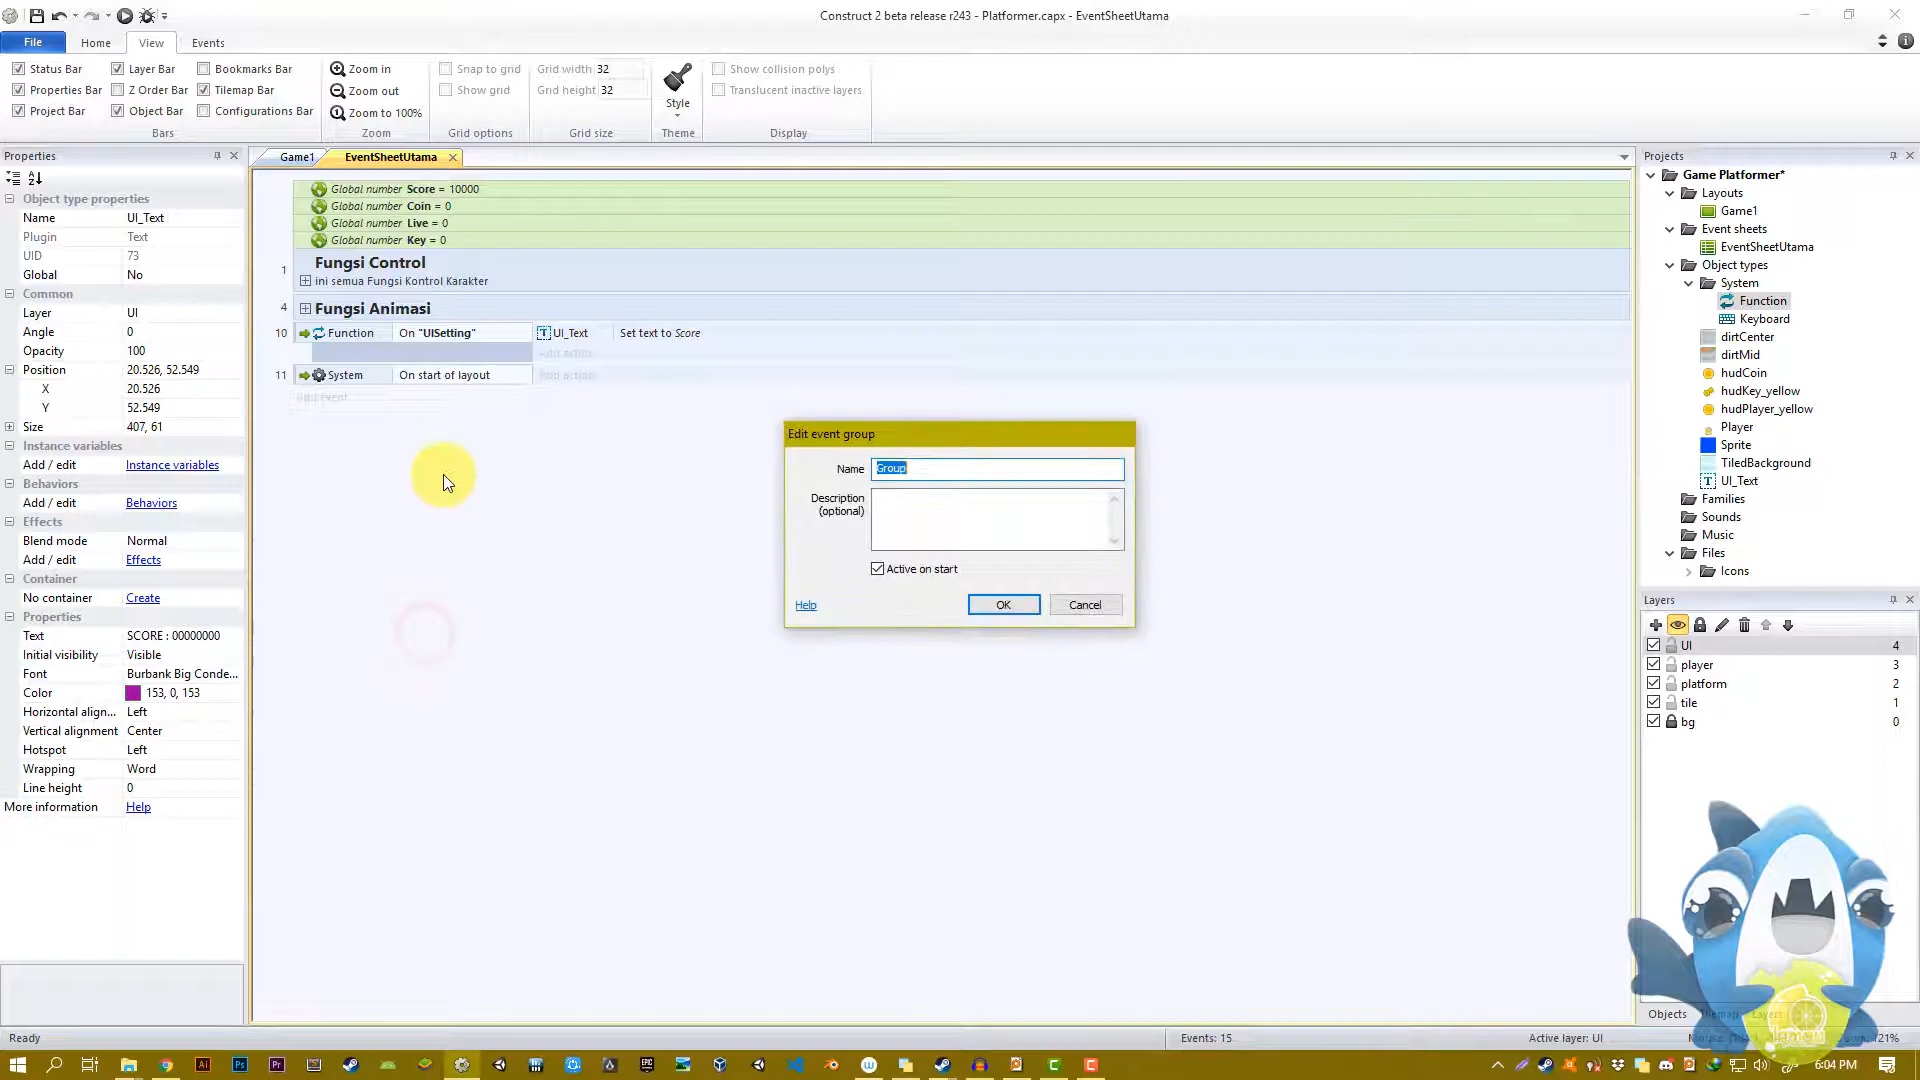 Construct 2 beta release r243 - Platformer.capx - EventSheetUtama
File
Home
View
Events
Status Bar
Layer Bar
Bookmarks Bar
Properties Bar
Z Order Bar
Tilemap Bar
Project Bar
Object Bar
Configurations Bar
Bars
Zoom in
Zoom out
Zoom to 100%
Zoom
Snap to grid
Show grid
Grid options
Grid width 32
Grid height 32
Grid size
Style
Theme
Show collision polys
Translucent inactive layers
Display
Properties
Object type properties
Name UI_Text
Plugin Text
UID 73
Global No
Common
Layer UI
Angle 0
Opacity 100
Position 20.526, 52.549
X 20.526
Y 52.549
Size 407, 61
Instance variables
Add / edit Instance variables
Behaviors
Add / edit Behaviors
Effects
Blend mode Normal
Add / edit Effects
Container
No container Create
Properties
Text SCORE : 00000000
Initial visibility Visible
Font Burbank Big Conde...
Color 153, 0, 153
Horizontal align... Left
Vertical alignment Center
Hotspot Left
Wrapping Word
Line height 0
More information Help
Game1
EventSheetUtama
Global number Score = 10000
Global number Coin = 0
Global number Live = 0
Global number Key = 0
1 Fungsi Control
ini semua Fungsi Kontrol Karakter
4 Fungsi Animasi
10 Function On "UISetting" T UI_Text Set text to Score
Add action
11 System On start of layout Add action
Add event
Edit event group
Name Group
Description
(optional)
Active on start
Help
OK
Cancel
Projects
Game Platformer*
Layouts
Game1
Event sheets
EventSheetUtama
Object types
System
Function
Keyboard
dirtCenter
dirtMid
hudCoin
hudKey_yellow
hudPlayer_yellow
Player
Sprite
TiledBackground
T UI_Text
Families
Sounds
Music
Files
Icons
Layers
UI 4
player 3
platform 2
tile 1
bg 0
Objects
Ready
Events: 15
Active layer: UI
Ai
Ps
Pr
6:04 PM